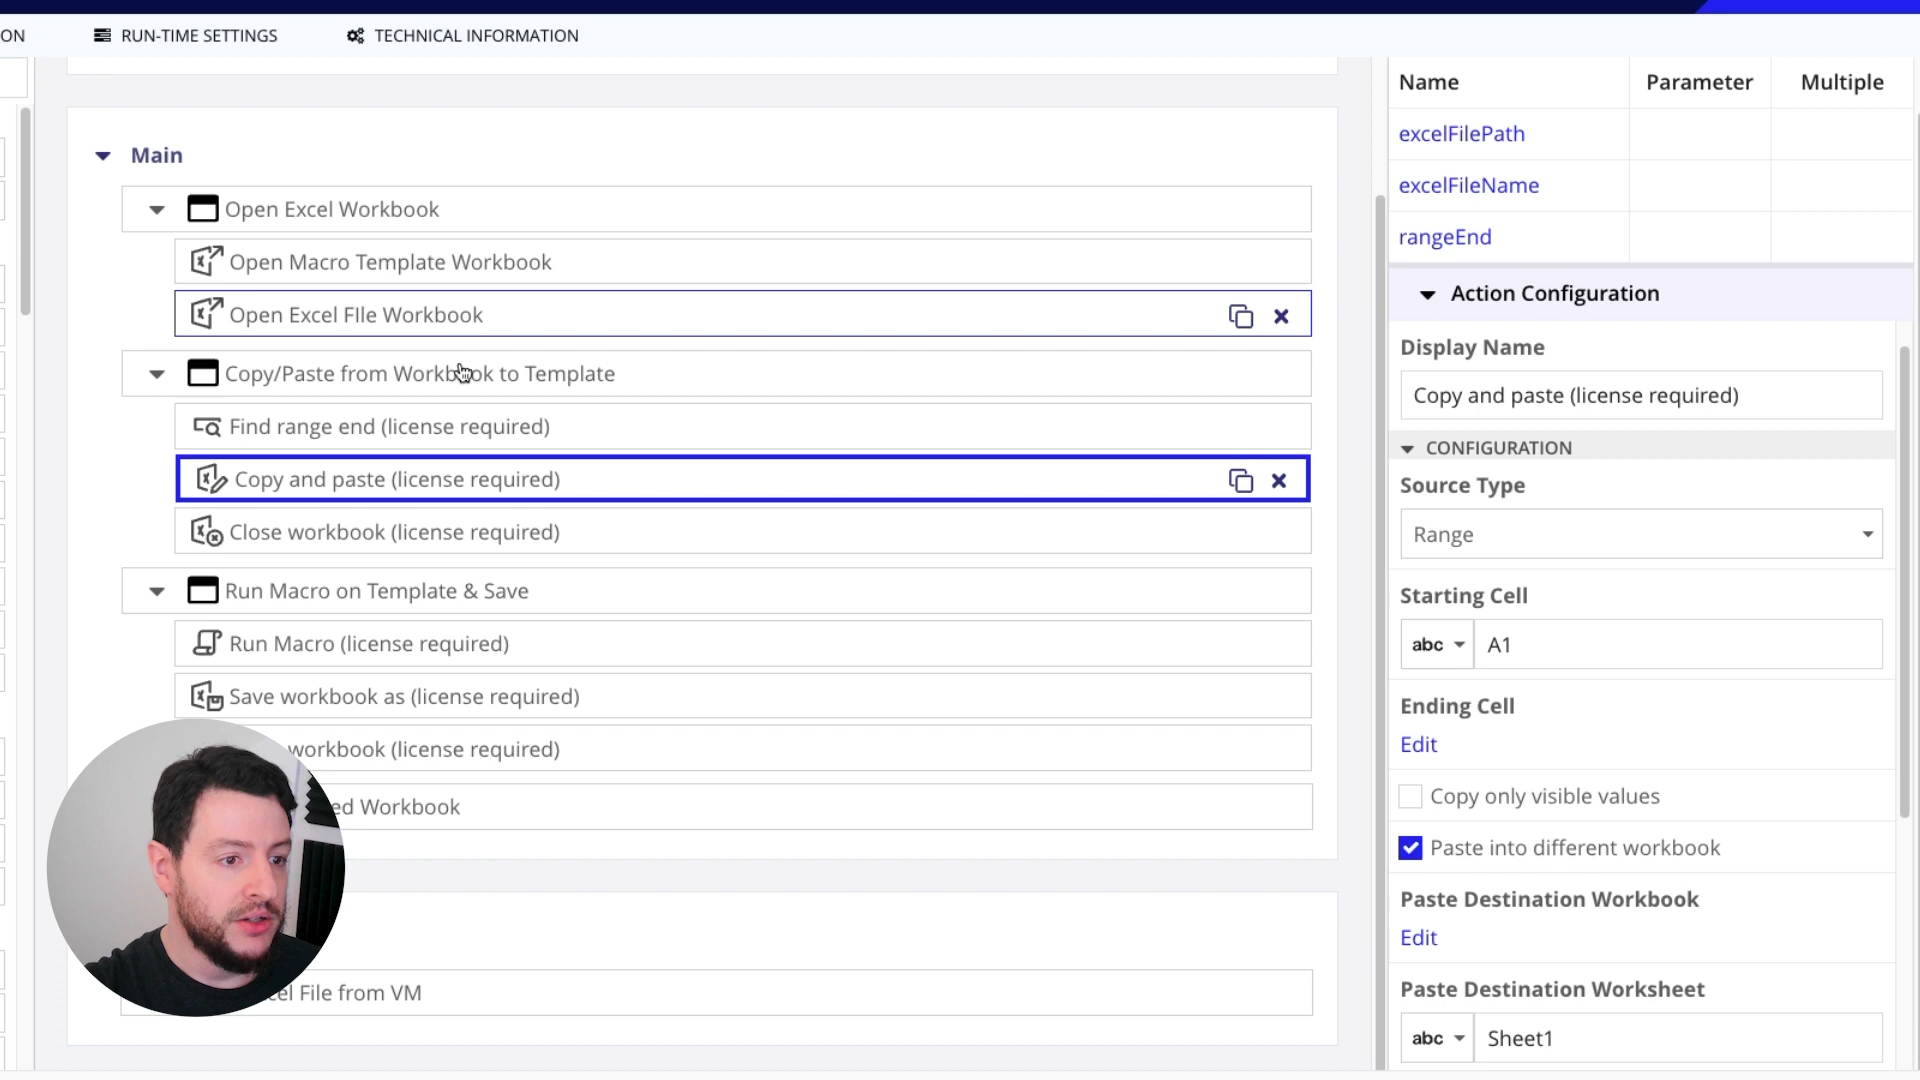 ON
RUN-TIME SETTINGS
TECHNICAL INFORMATION
Main
Open Excel Workbook
Open Macro Template Workbook
Open Excel FIle Workbook
Copy/Paste from Workbook to Template
Find range end (license required)
Copy and paste (license required)
Close workbook (license required)
Run Macro on Template & Save
Run Macro (license required)
Save workbook as (license required)
workbook (license required)
ed Workbook
cel File from VM
Name Parameter Multiple
excelFilePath
excelFileName
rangeEnd
Action Configuration
Display Name
Copy and paste (license required)
CONFIGURATION
Source Type
Range
Starting Cell
abc A1
Ending Cell
Edit
Copy only visible values
Paste into different workbook
Paste Destination Workbook
Edit
Paste Destination Worksheet
abc Sheet1